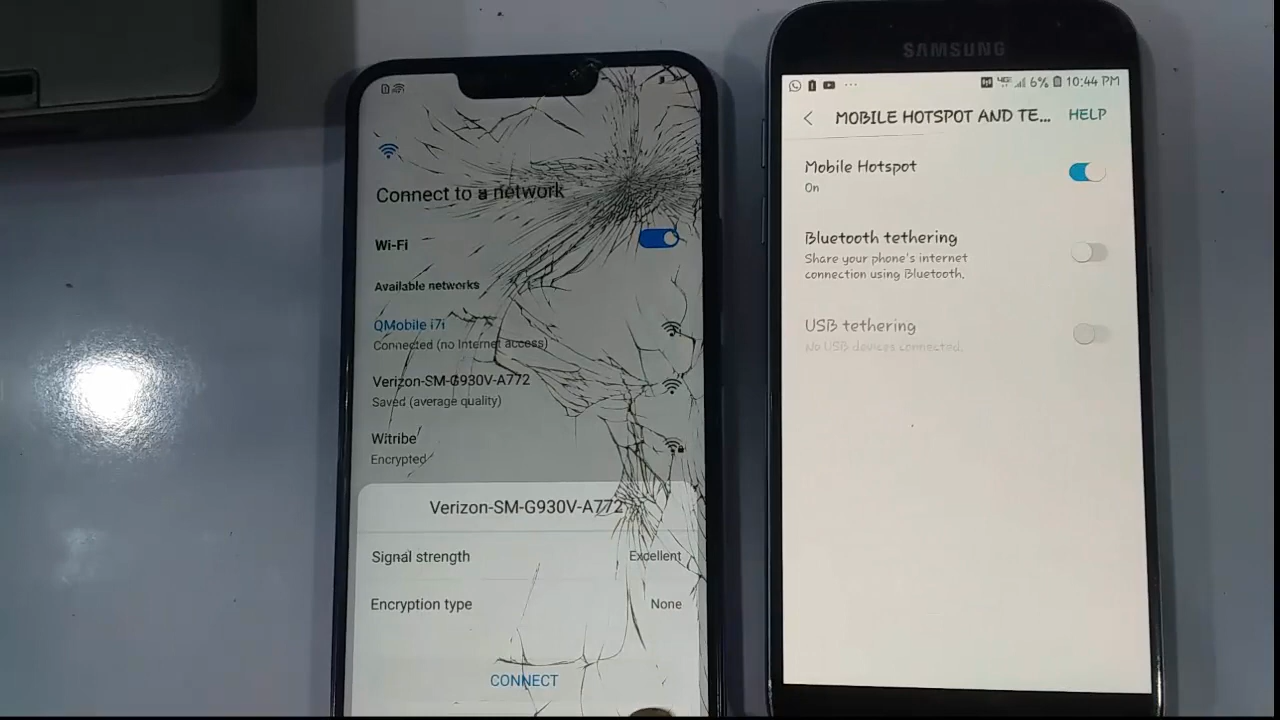 Connect to a network
Wi-Fi
Available networks
QMobile i7i
Connected (no Internet access)
Verizon-SM-G930V-A772
Saved (average quality)
Witribe
Encrypted
Verizon-SM-G930V-A772
Signal strength
Excellent
Encryption type
None
CONNECT
SAMSUNG
6% 10:44 PM
MOBILE HOTSPOT AND TE... HELP
Mobile Hotspot
On
Bluetooth tethering
Share your phone's internet
connection using Bluetooth.
USB tethering
No USB devices connected.